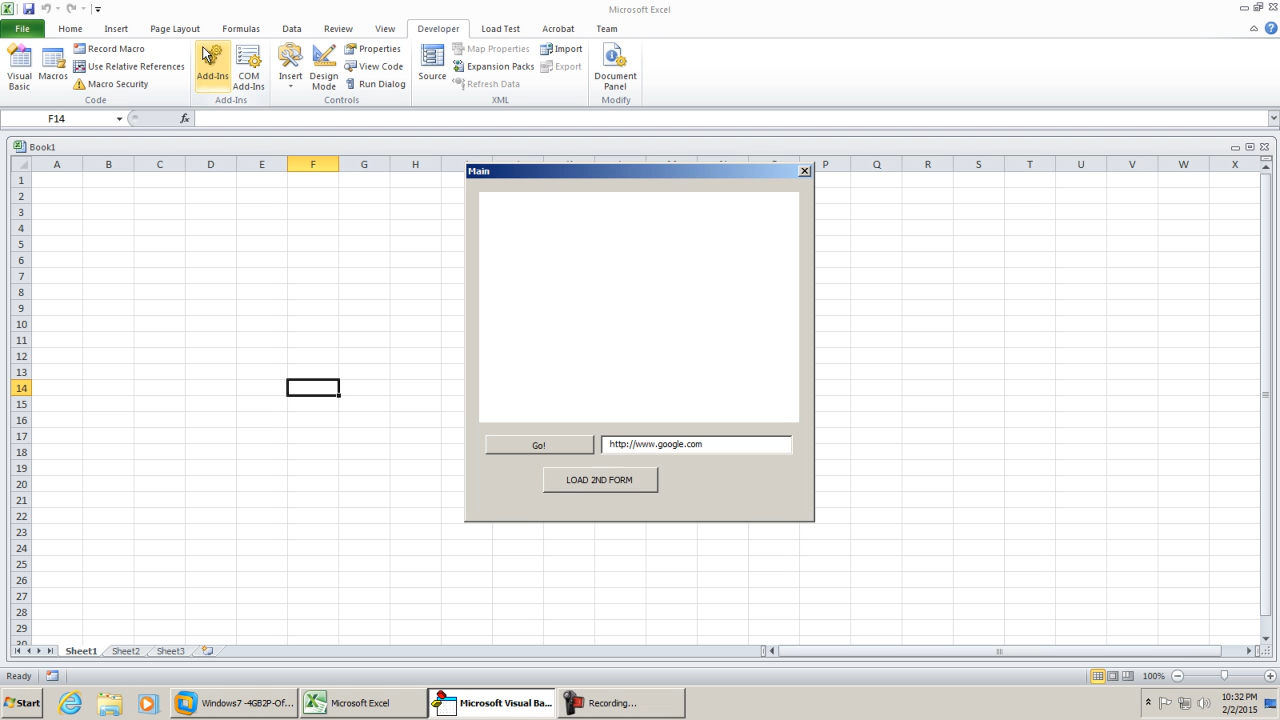 Microsoft Excel
File Home Insert Page Layout Formulas Data Review View Developer Load Test Acrobat Team
Visual Basic
Macros
Record Macro
Use Relative References
Macro Security
Code
Add-Ins
COM Add-Ins
Add-Ins
Insert
Design Mode
Properties
View Code
Run Dialog
Controls
Source
Map Properties
Expansion Packs
Refresh Data
Import
Export
XML
Document Panel
Modify
F14
fx
Book1
A B C D E F G H P Q R S T U V W X
1
2
3
4
5
6
7
8
9
10
11
12
13
14
15
16
17
18
19
20
21
22
23
24
25
26
27
28
29
Main
Go!
http://www.google.com
LOAD 2ND FORM
Sheet1 Sheet2 Sheet3
Ready
100%
Start
Windows7 -4GB2P-Of...
Microsoft Excel
Microsoft Visual Ba...
Recording...
10:32 PM
2/2/2015